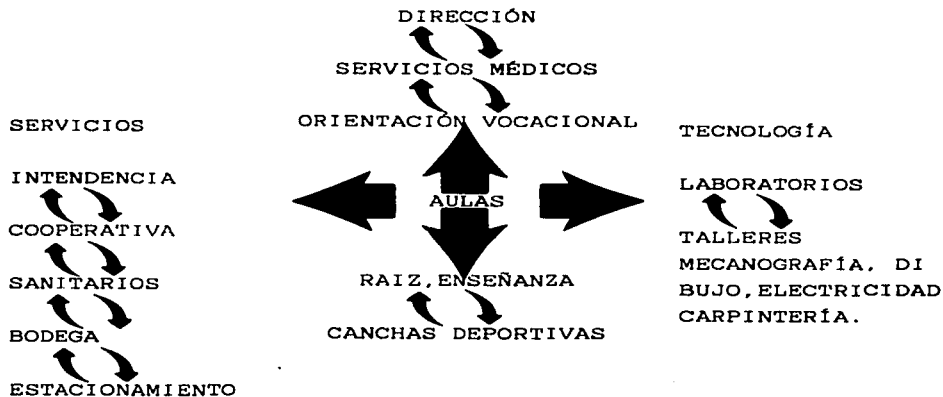 DIRECCIÓN
SERVICIOS MÉDICOS
ORIENTACIÓN VOCACIONAL
SERVICIOS
INTENDENCIA
COOPERATIVA
SANITARIOS
BODEGA
ESTACIONAMIENTO
AULAS
RAIZ,ENSEÑANZA
CANCHAS DEPORTIVAS
TECNOLOGÍA
LABORATORIOS
TALLERES
MECANOGRAFÍA, DI
BUJO,ELECTRICIDAD
CARPINTERÍA.